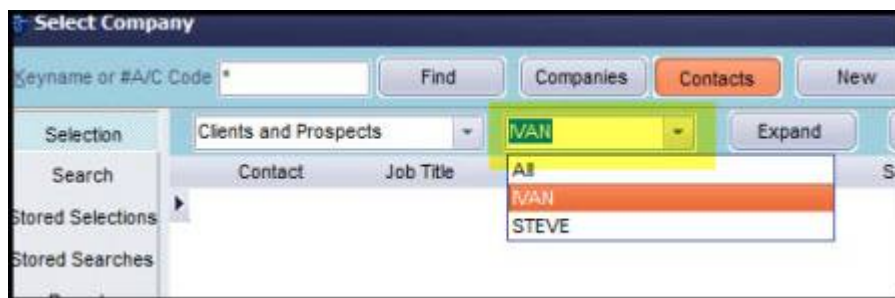 Select Company
Keyname or #A/C Code * Find Companies Contacts New
Selection Clients and Prospects IVAN Expand
Search Contact Job Title All
IVAN
Stored Selections STEVE
Stored Searches